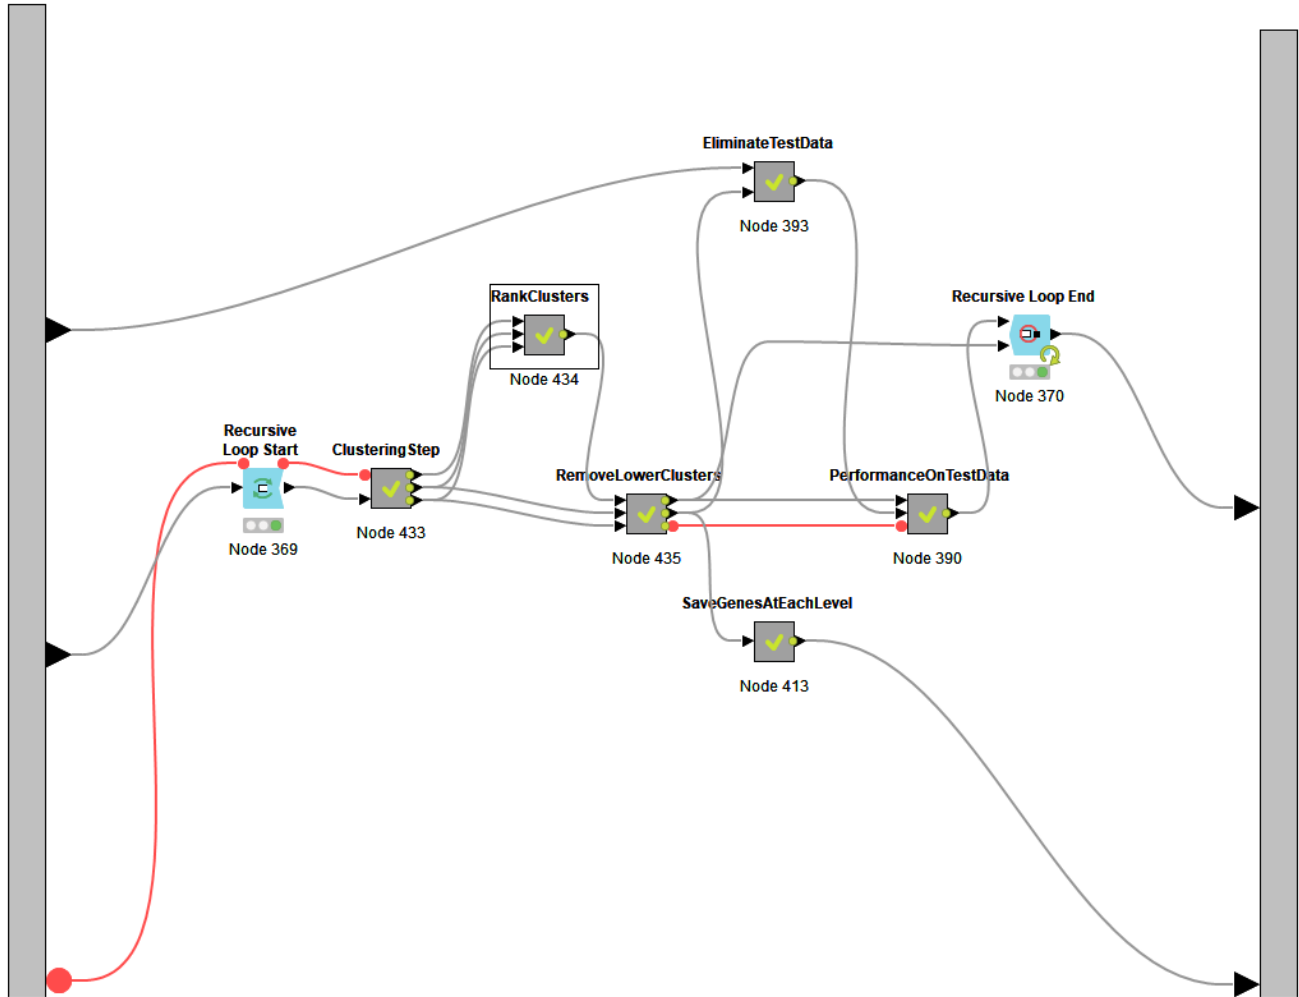 EliminateTestData
Node 393
RankClusters
Node 434
Recursive Loop End
Node 370
Recursive
Loop Start
Node 369
ClusteringStep
Node 433
RemoveLowerClusters
Node 435
PerformanceOnTestData
Node 390
SaveGenesAtEachLevel
Node 413